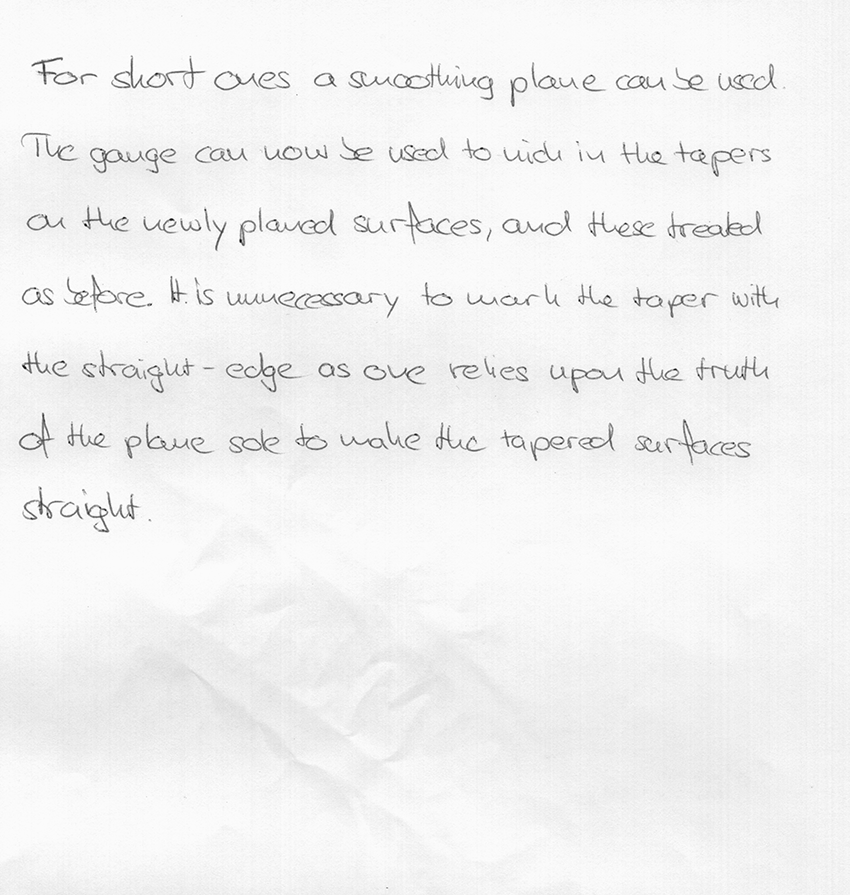 For short ones a smoothing plane can be used.
The gauge can now be used to nick in the tapers
on the newly planed surfaces, and these treated
as before. It is unnecessary to mark the taper with
the straight-edge as one relies upon the truth
of the plane sole to make the tapered surfaces
straight.